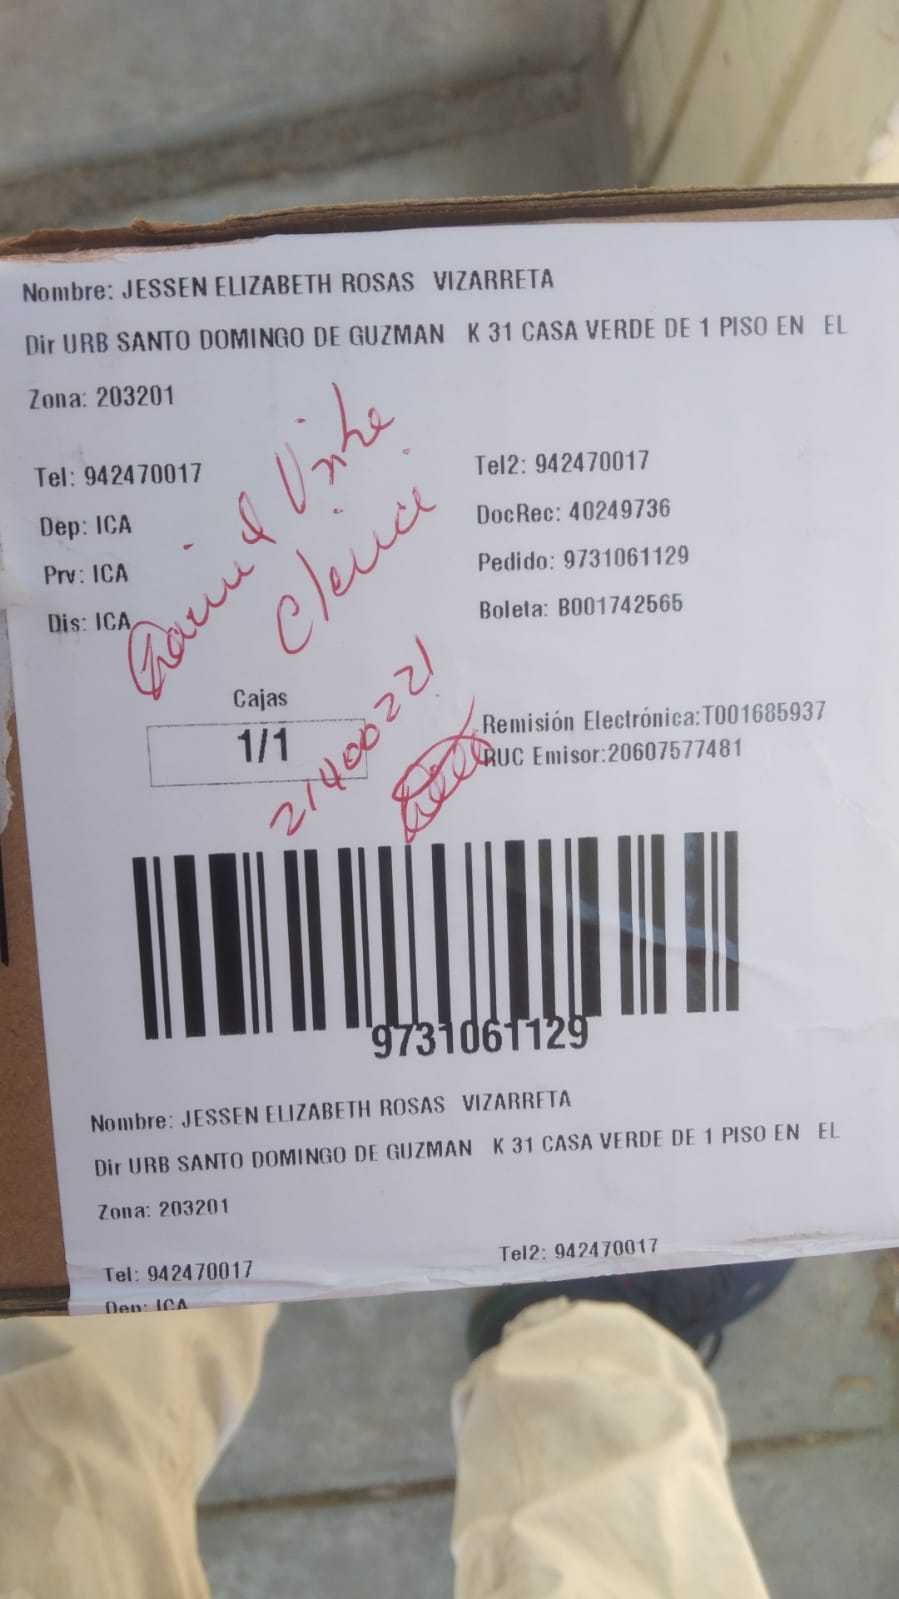 Nombre: JESSEN ELIZABETH ROSAS VIZARRETA
Dir URB SANTO DOMINGO DE GUZMAN K 31 CASA VERDE DE 1 PISO EN EL
Zona: 203201
Tel: 942470017
Tel2: 942470017
Dep: ICA
DocRec: 40249736
Prv: ICA
Pedido: 9731061129
Dis: ICA
Boleta: B001742565
21400221
Cajas
1/1
Remisión Electrónica:T001685937
RUC Emisor:20607577481
9731061129
Nombre: JESSEN ELIZABETH ROSAS VIZARRETA
Dir URB SANTO DOMINGO DE GUZMAN K 31 CASA VERDE DE 1 PISO EN EL
Zona: 203201
Tel: 942470017
Tel2: 942470017
Dep: ICA